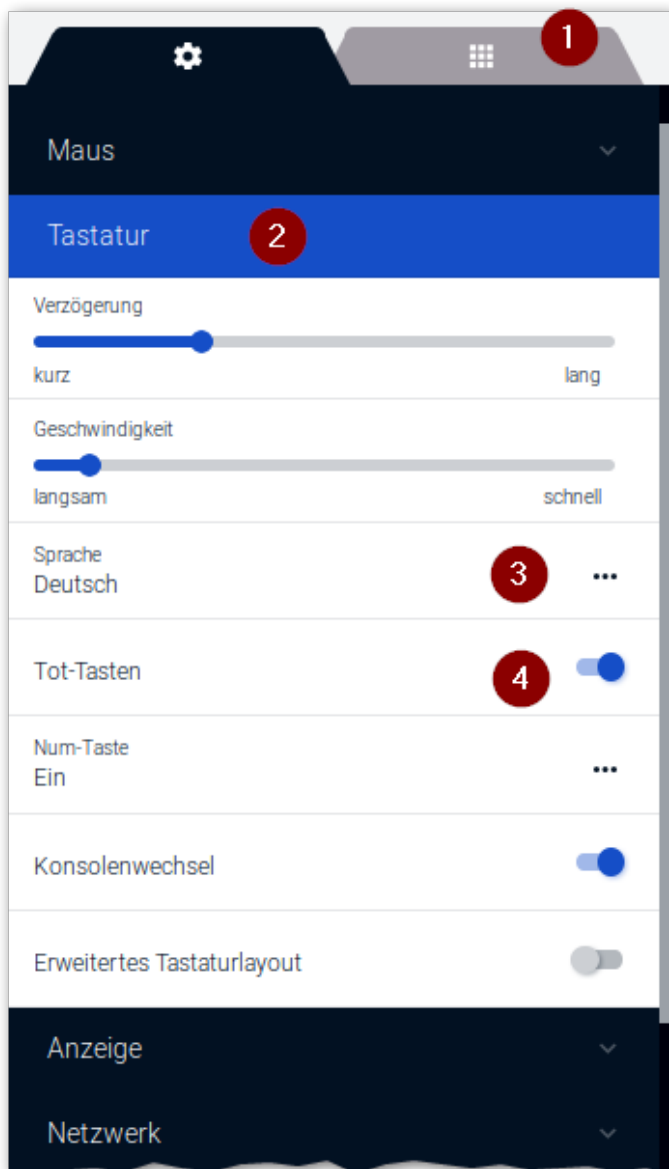 1
Maus
Tastatur 2
Verzögerung
kurz lang
Geschwindigkeit
langsam schnell
Sprache
Deutsch
3
Tot-Tasten 4
Num-Taste
Ein
Konsolenwechsel
Erweitertes Tastaturlayout
Anzeige
Netzwerk